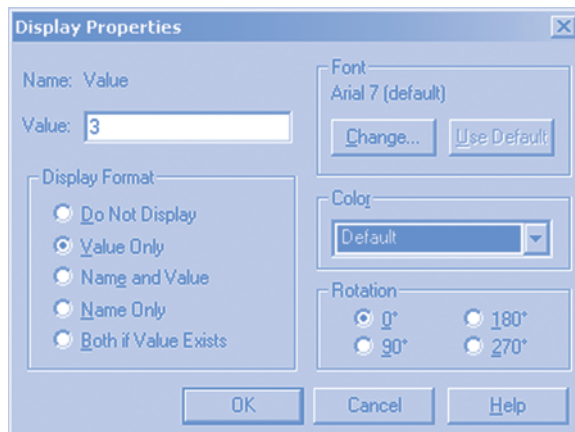 Display Properties
Name: Value
Value: 3
Display Format
Do Not Display
Value Only
Name and Value
Name Only
Both if Value Exists
Font
Arial 7 (default)
Change... Use Default
Color
Default
Rotation
0° 180°
90° 270°
OK Cancel Help